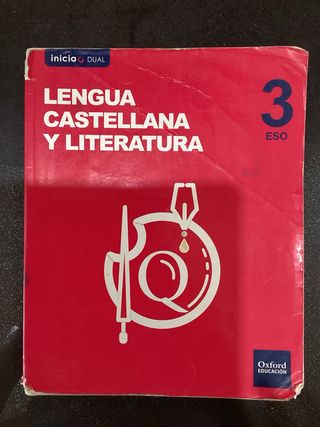 inicia DUAL
LENGUA
CASTELLANA
Y LITERATURA
3
ESO
Q
Oxford
EDUCACIÓN